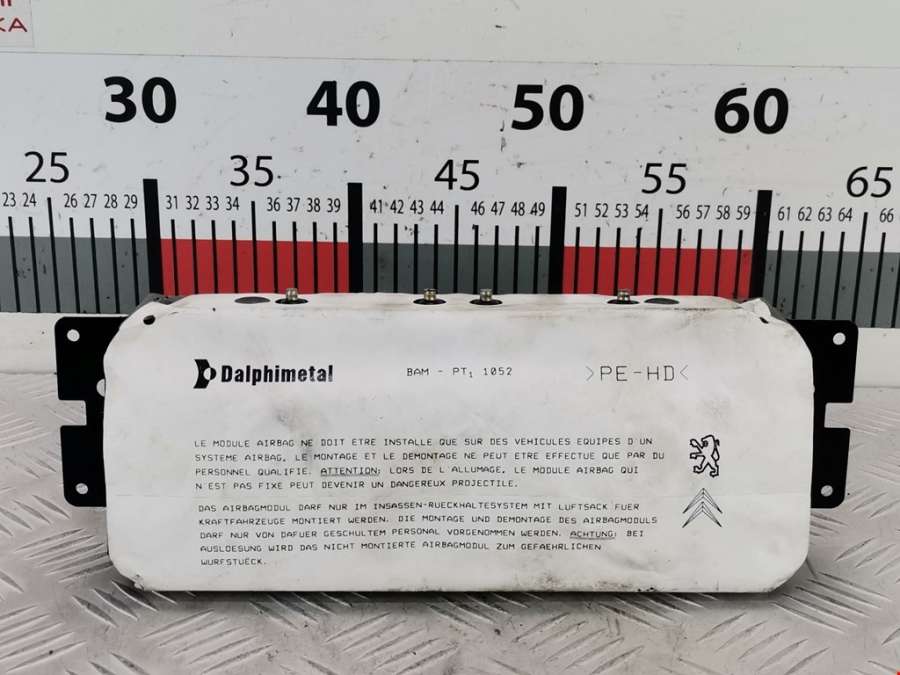 КА
30 40 50 60
25 35 45 55 65
23 24 26 27 28 29 31 32 33 34 36 37 38 39 41 42 43 44 46 47 48 49 51 52 53 54 56 57 58 59 61 62 63 64 66
Dalphimetal BAM - PT1 1052 >PE-HD<
LE MODULE AIRBAG NE DOIT ETRE INSTALLE QUE SUR DES VEHICULES EQUIPES D'UN
SYSTEME AIRBAG. LE MONTAGE ET LE DEMONTAGE NE PEUT ETRE EFFECTUE QUE PAR DU
PERSONNEL QUALIFIE. ATTENTION: LORS DE L'ALLUMAGE, LE MODULE AIRBAG QUI
N'EST PAS FIXE PEUT DEVENIR UN DANGEREUX PROJECTILE.
DAS AIRBAGMODUL DARF NUR IM INSASSEN-RUECKHALTESYSTEM MIT LUFTSACK FUER
KRAFTFAHRZEUGE MONTIERT WERDEN. DIE MONTAGE UND DEMONTAGE DES AIRBAGMODULS
DARF NUR VON DAFUER GESCHULTEM PERSONAL VORGENOMMEN WERDEN. ACHTUNG: BEI
AUSLOESUNG WIRD DAS NICHT MONTIERTE AIRBAGMODUL ZUM GEFAEHRLICHEN
WURFSTUECK.